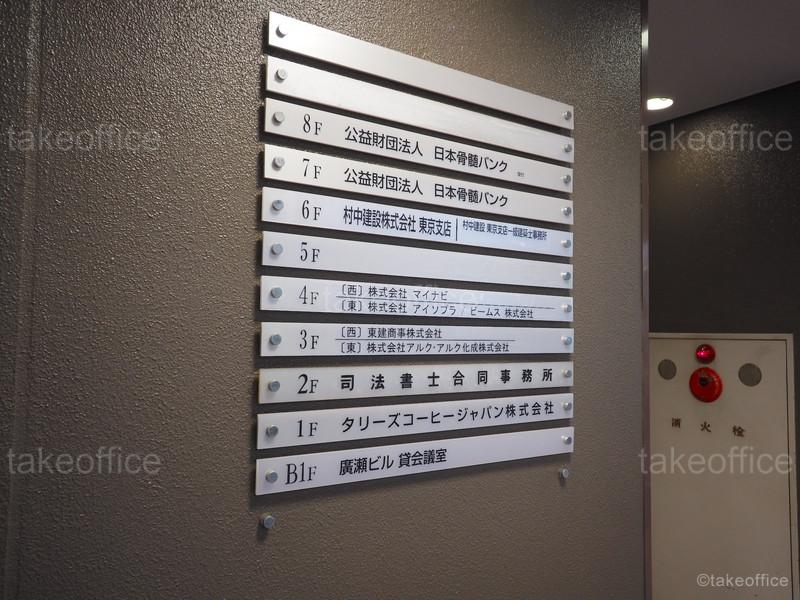 8F 公益財団法人 日本骨髄バンク 受付
7F 公益財団法人 日本骨髄バンク
6F 村中建設株式会社 東京支店 村中建設 東京支店一級建築士事務所
5F
4F 〔西〕株式会社 マイナビ
〔東〕株式会社 アイソプラ / ビームス 株式会社
3F 〔西〕東建商事株式会社
〔東〕株式会社アルク・アルク化成株式会社
2F 司法書士合同事務所
1F タリーズコーヒージャパン株式会社
B1F 廣瀬ビル 貸会議室
消火栓
takeoffice
takeoffice
takeoffice
takeoffice
takeoffice
©takeoffice